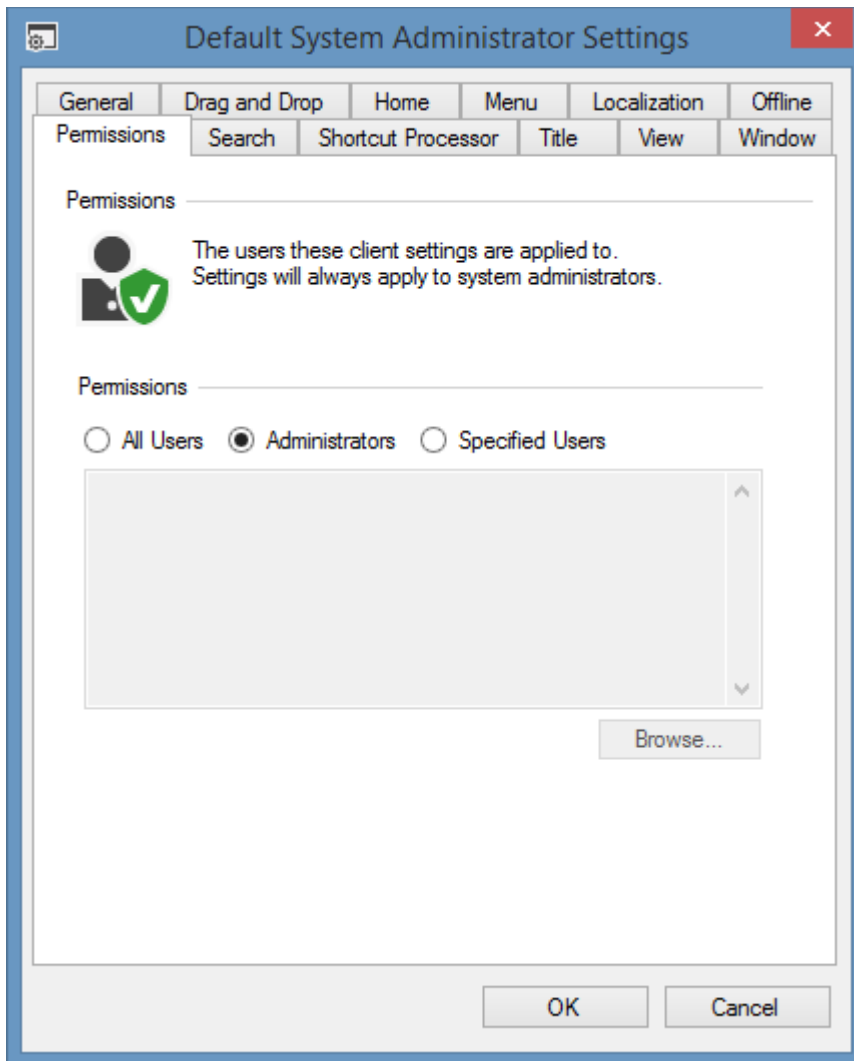 Default System Administrator Settings
General Drag and Drop Home Menu Localization Offline
Permissions Search Shortcut Processor Title View Window
Permissions
The users these client settings are applied to.
Settings will always apply to system administrators.
Permissions
All Users Administrators Specified Users
Browse...
OK Cancel